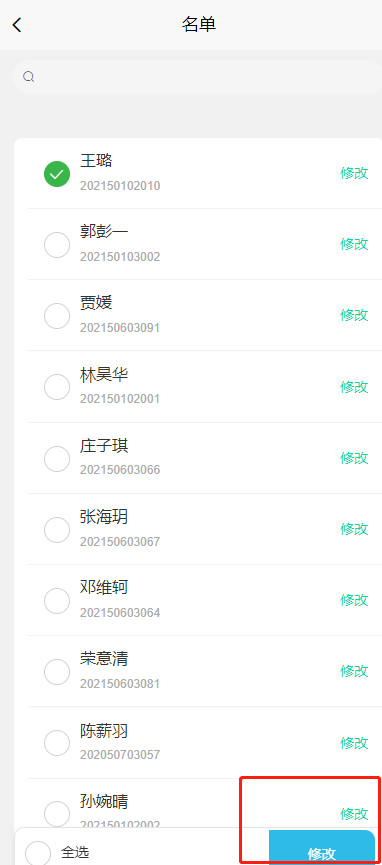 名单
王璐
202150102010
修改
郭彭一
202150103002
修改
贾媛
202150603091
修改
林昊华
202150102001
修改
庄子琪
202150603066
修改
张海玥
202150603067
修改
邓维轲
202150603064
修改
荣意清
202150603081
修改
陈薪羽
202050703057
修改
孙婉晴
202150102002
修改
全选
修改